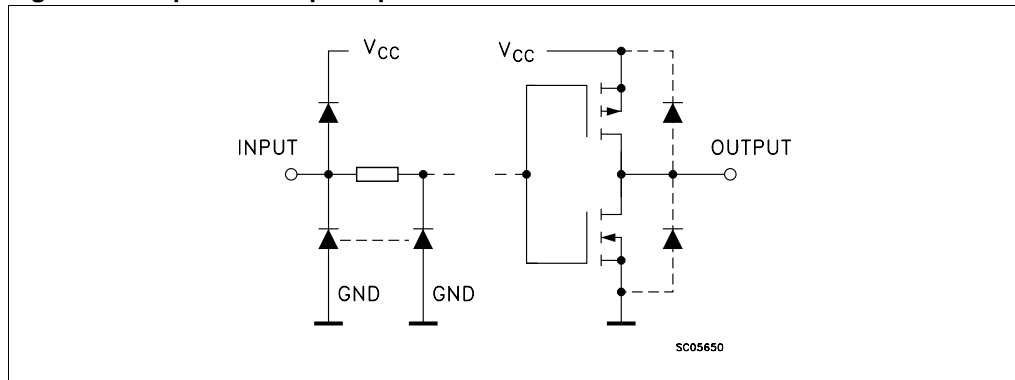 VCC
VCC
INPUT
OUTPUT
GND
GND
SC05650